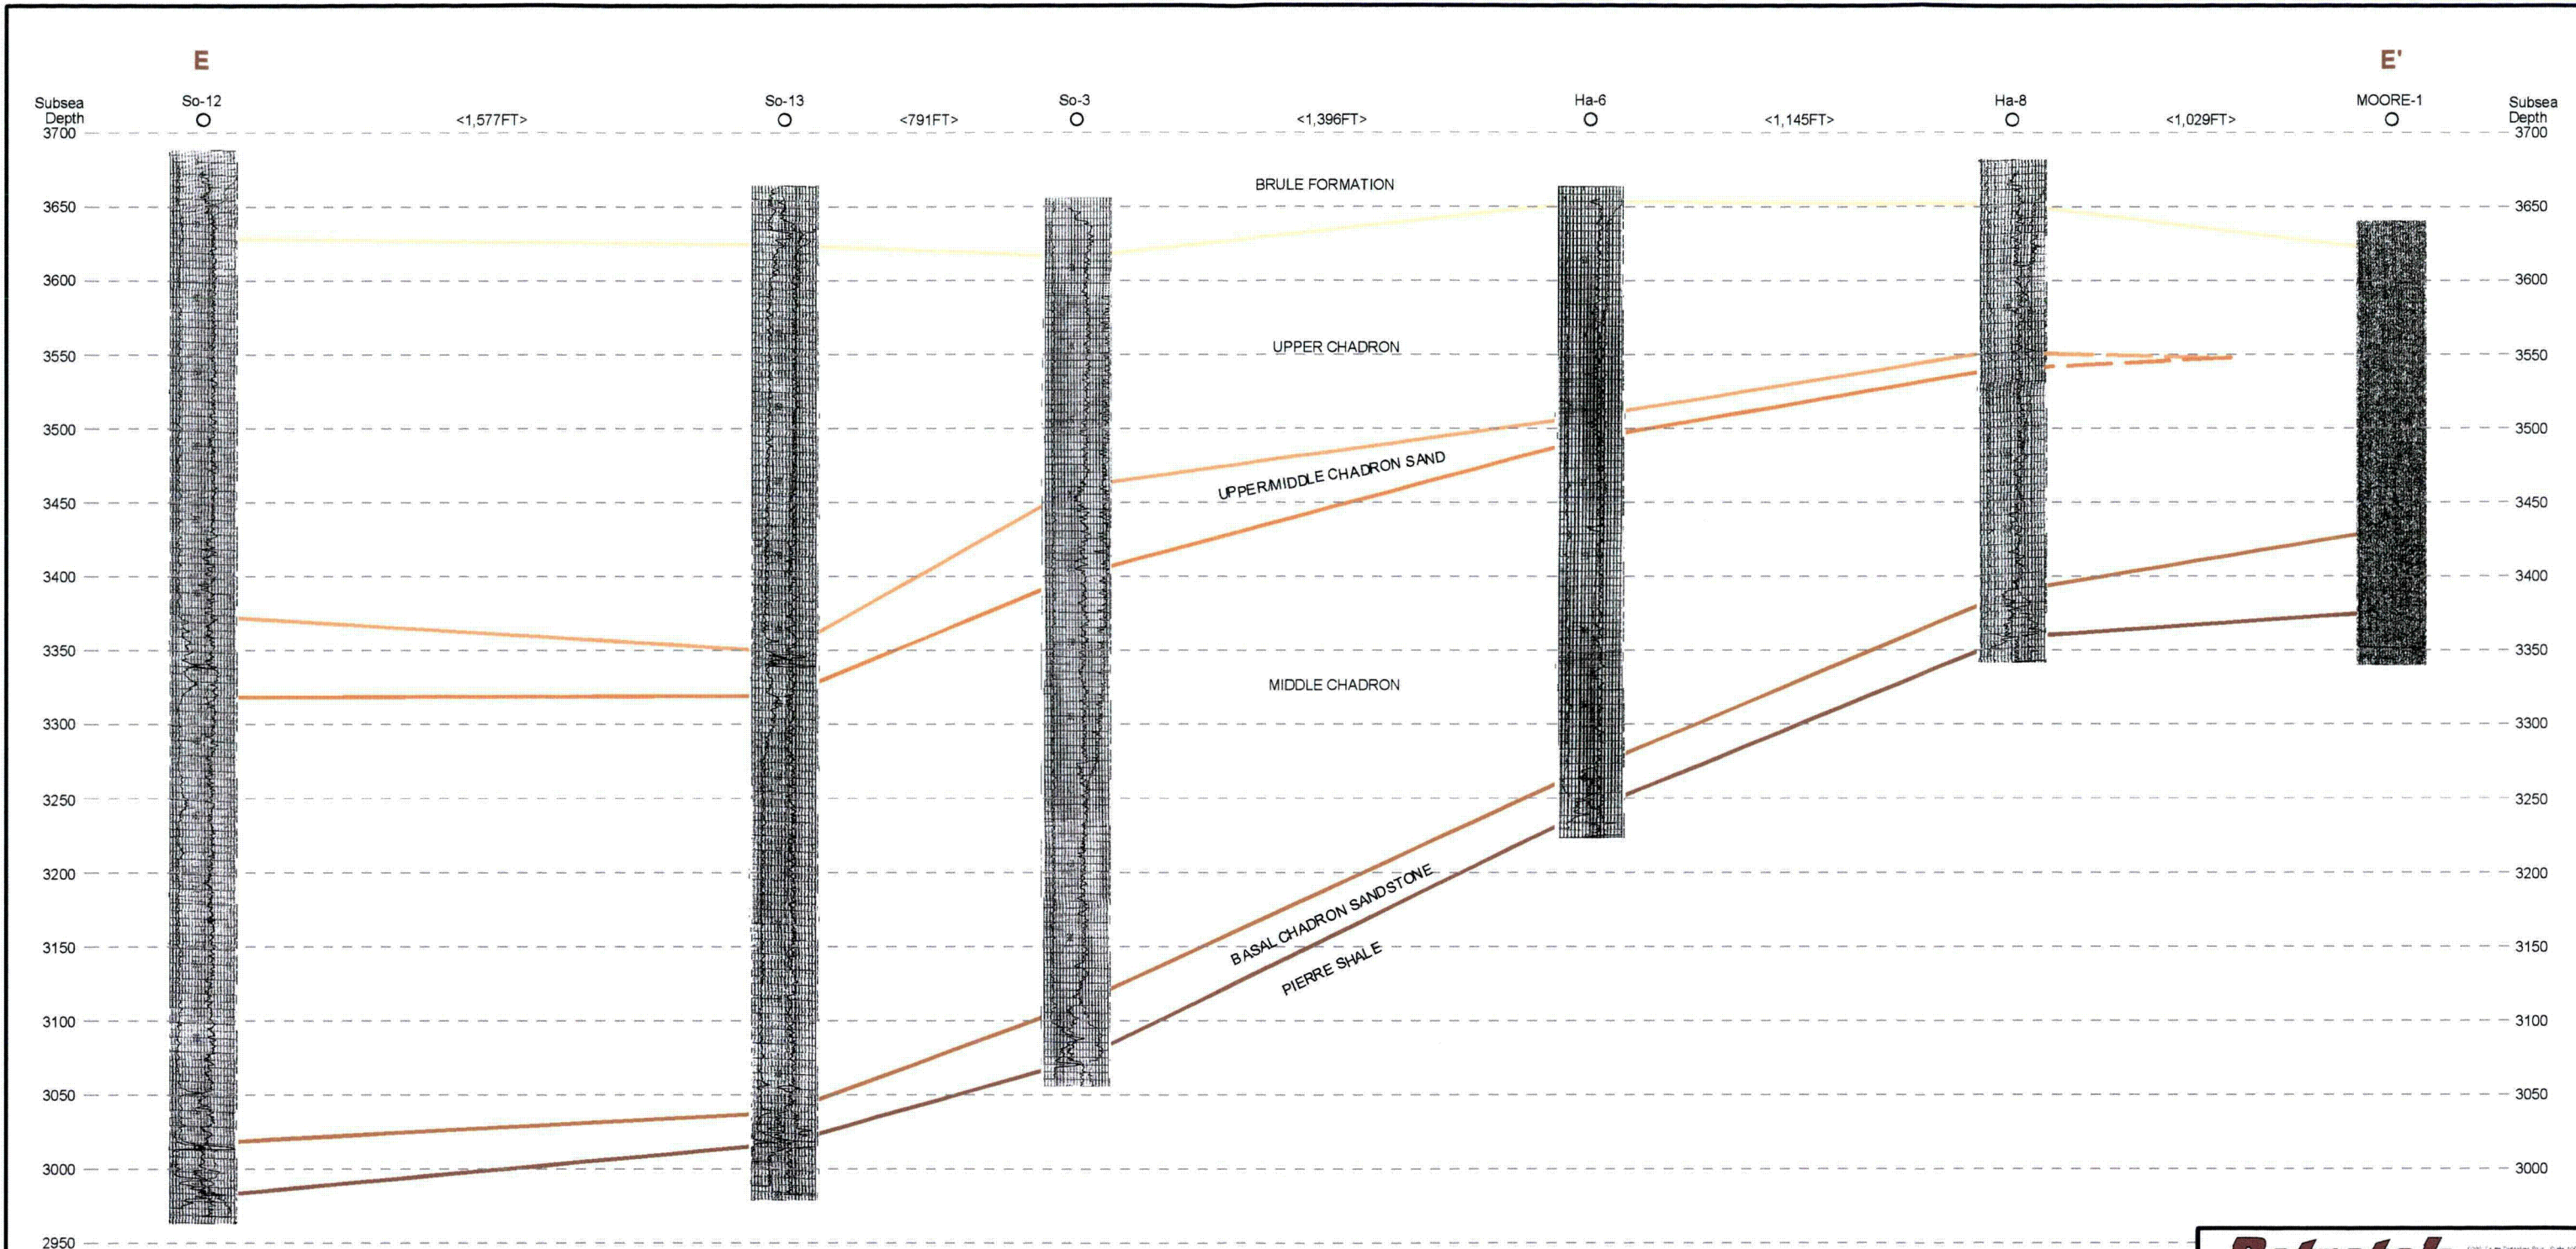 E E'
So-12 So-13 So-3 Ha-6 Ha-8 MOORE-1
Subsea Depth <1,577FT> <791FT> <1,396FT> <1,145FT> <1,029FT> Subsea Depth
3700 3700
BRULE FORMATION
3650 3650
3600 3600
UPPER CHADRON
3550 3550
3500 3500
UPPER/MIDDLE CHADRON SAND
3450 3450
3400 3400
3350 3350
MIDDLE CHADRON
3300 3300
3250 3250
3200 3200
BASAL CHADRON SANDSTONE
3150 3150
PIERRE SHALE
3100 3100
3050 3050
3000 3000
2950